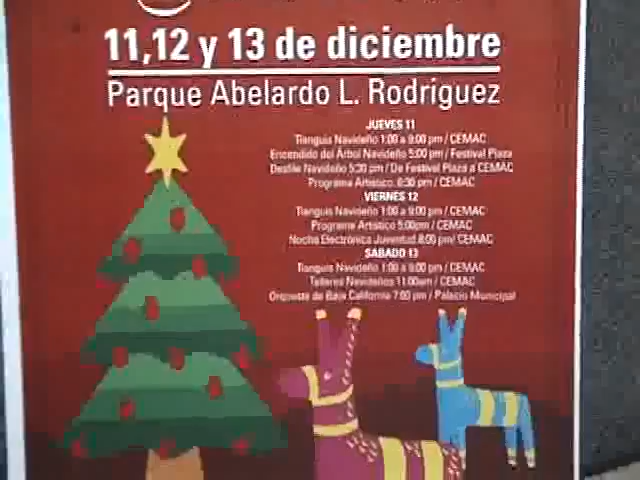 11,12 y 13 de diciembre
Parque Abelardo L. Rodríguez
JUEVES 11
Tianguis Navideño 1:00 a 9:00 pm / CEMAC
Encendido del Árbol Navideño 5:00 pm / Festival Plaza
Desfile Navideño 5:30 pm / De Festival Plaza a CEMAC
Programa Artístico. 6:30 pm / CEMAC
VIERNES 12
Tianguis Navideño 1:00 a 9:00 pm / CEMAC
Programa Artístico 5:00pm / CEMAC
Noche Electrónica Juventud 8:00 pm/ CEMAC
SÁBADO 13
Tianguis Navideño 1:00 a 9:00 pm / CEMAC
Talleres Navideños 11:00am / CEMAC
Orquesta de Baja California 7:00 pm / Palacio Municipal